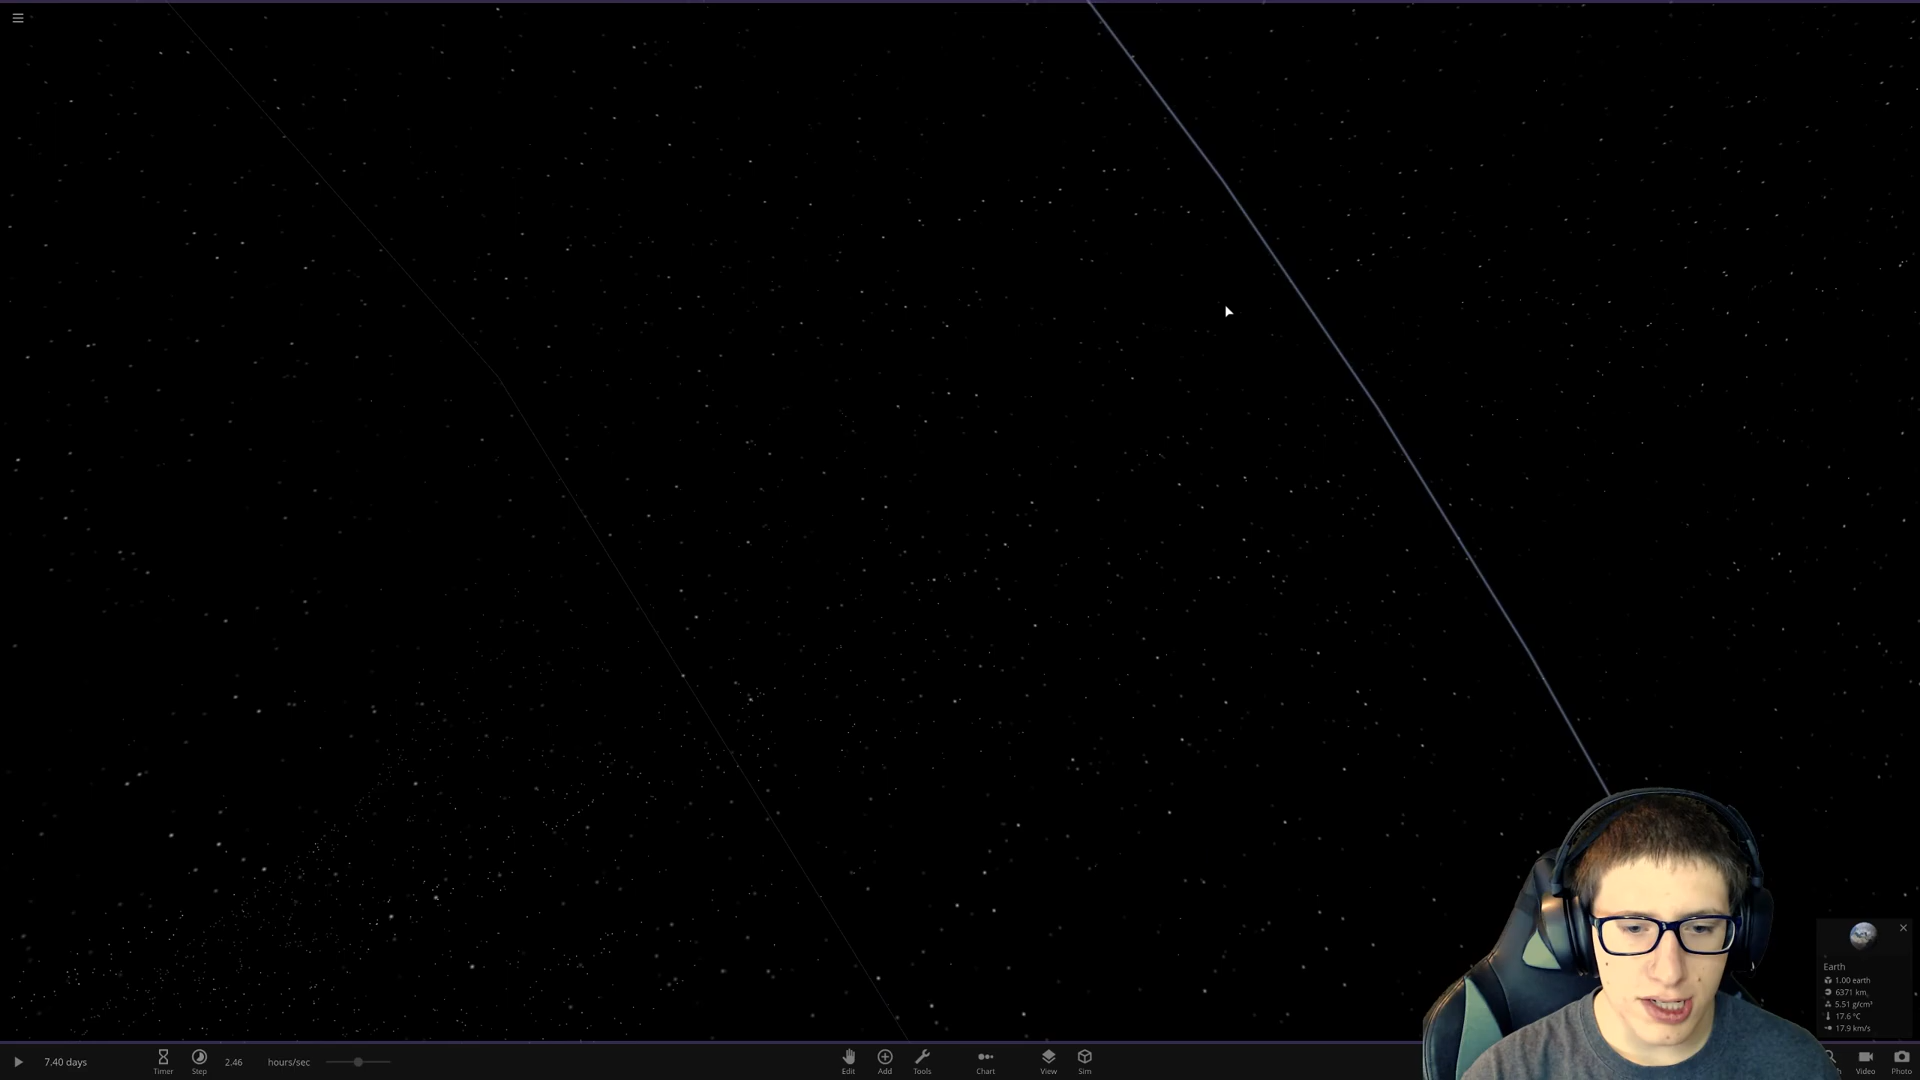 Earth
1.00 earth
6371 km
5.51 g/cm³
17.6 °C
17.9 km/s
7.40 days
Timer
Step
2.46
hours/sec
Edit
Add
Tools
Chart
View
Sim
Video
Photo